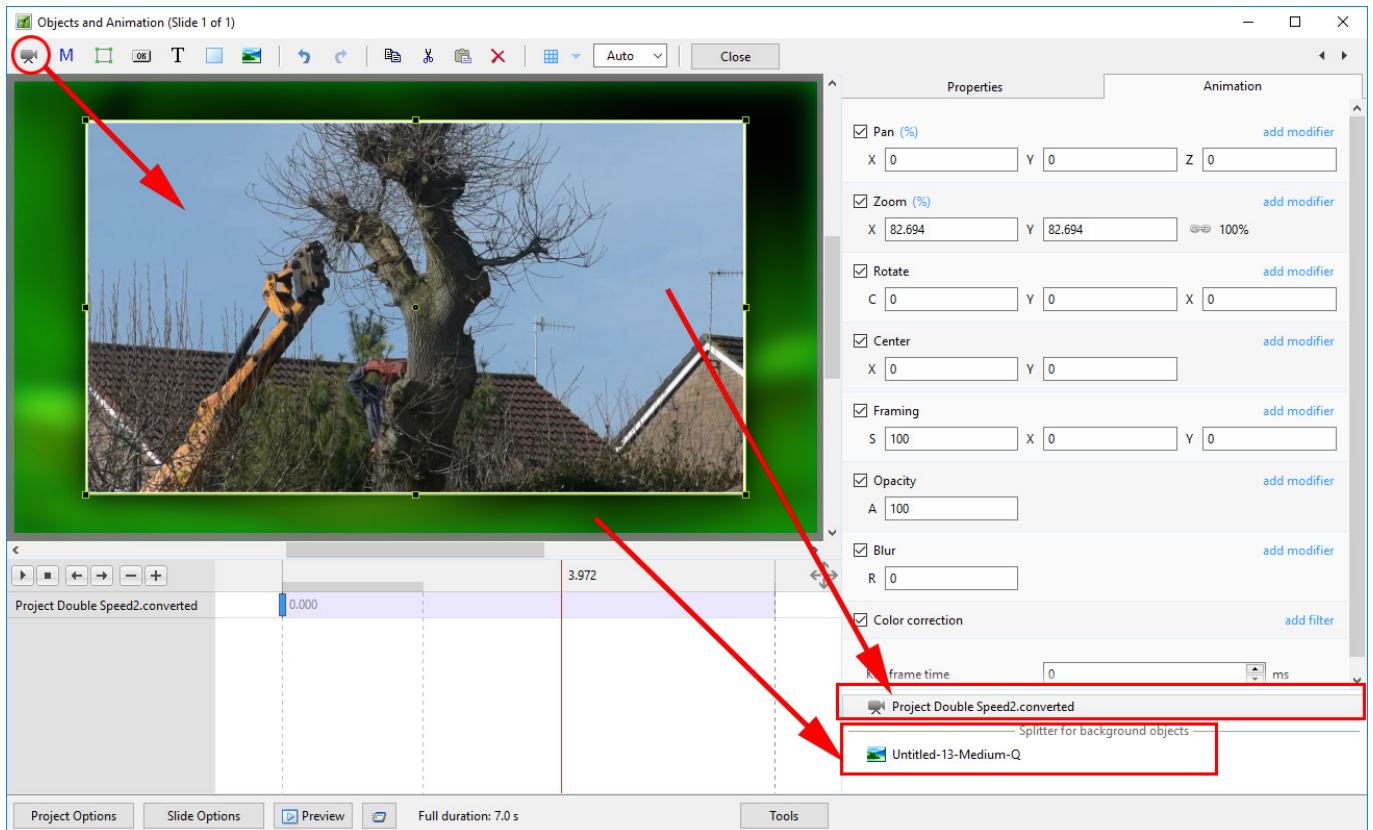 Objects and Animation (Slide 1 of 1)
M OK T Auto Close
Properties Animation
Pan (%) add modifier
X 0 Y 0 Z 0
Zoom (%) add modifier
X 82.694 Y 82.694 100%
Rotate add modifier
C 0 Y 0 X 0
Center add modifier
X 0 Y 0
Framing add modifier
S 100 X 0 Y 0
Opacity add modifier
A 100
Blur add modifier
R 0
Color correction add filter
frame time 0 ms
3.972
Project Double Speed2.converted 0.000
Project Double Speed2.converted
Splitter for background objects
Untitled-13-Medium-Q
Project Options Slide Options Preview Full duration: 7.0 s Tools